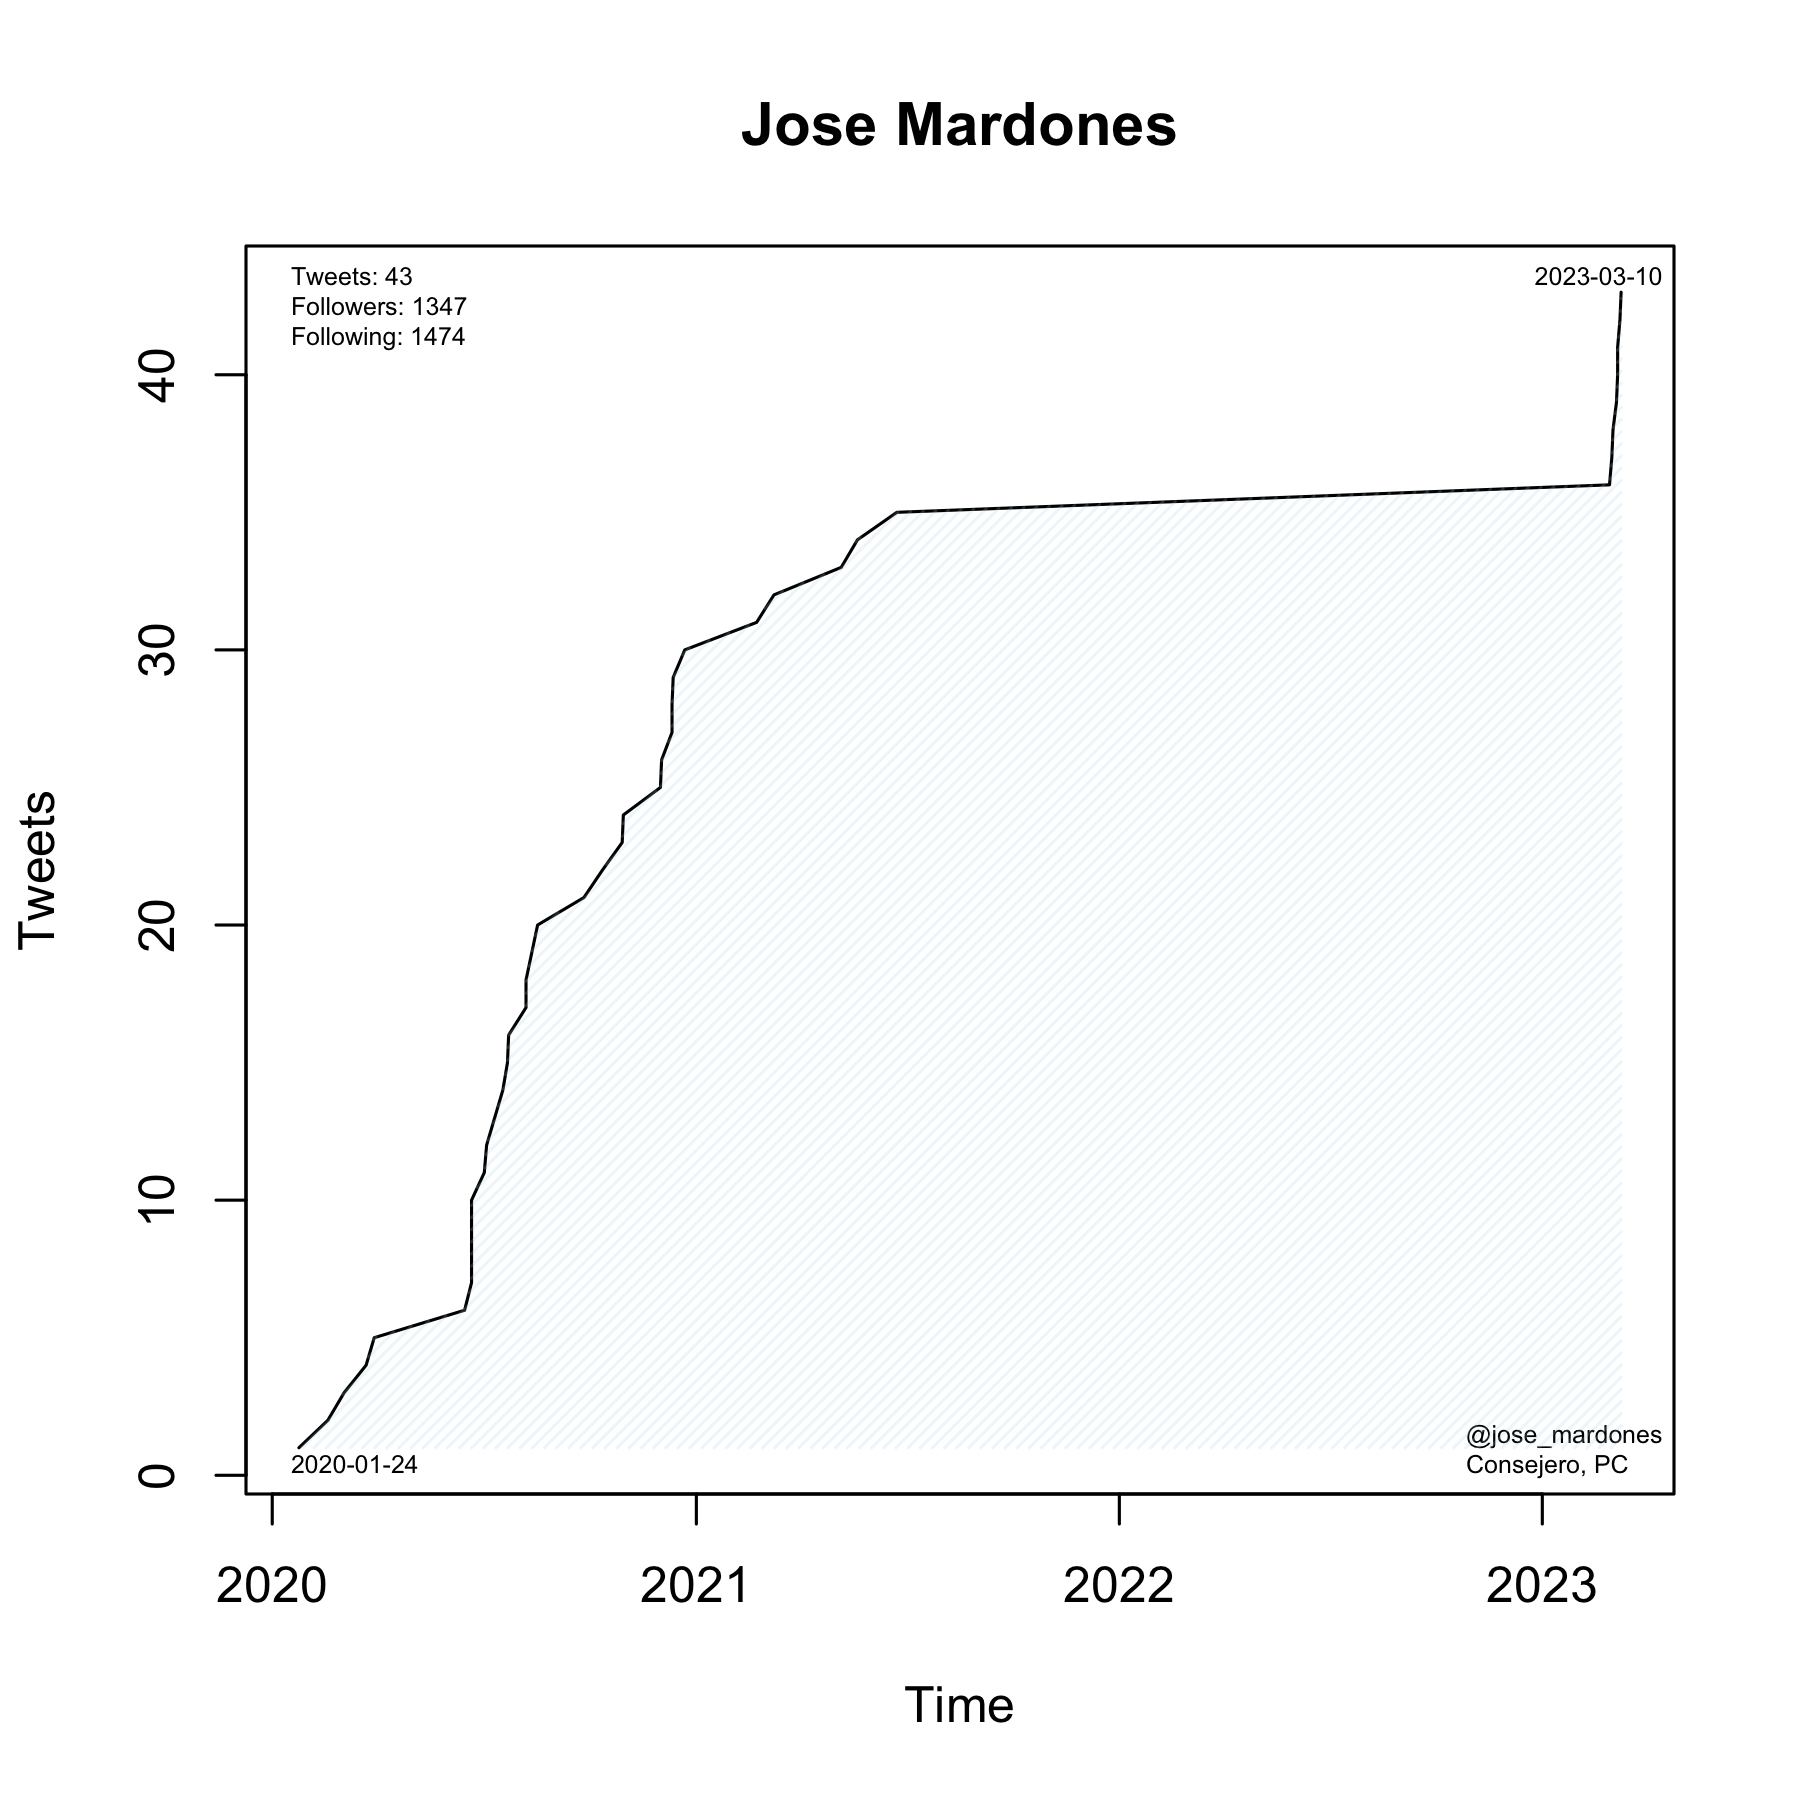 Jose Mardones
Tweets: 43
Followers: 1347
Following: 1474
2023-03-10
40
30
20
10
0
Tweets
@jose_mardones
Consejero, PC
2020-01-24
2020
2021
2022
2023
Time